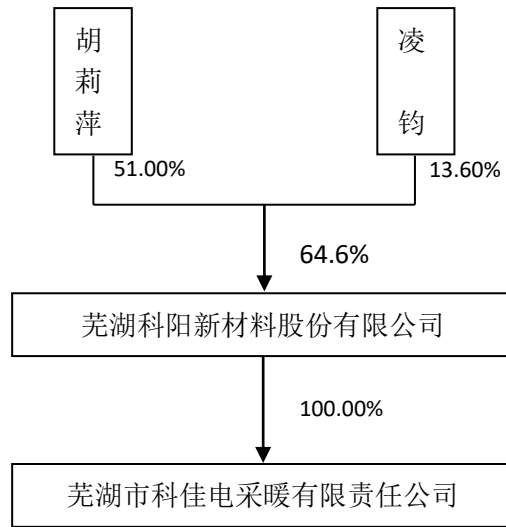 胡莉萍
凌钧
51.00%
13.60%
64.6%
芜湖科阳新材料股份有限公司
100.00%
芜湖市科佳电采暖有限责任公司